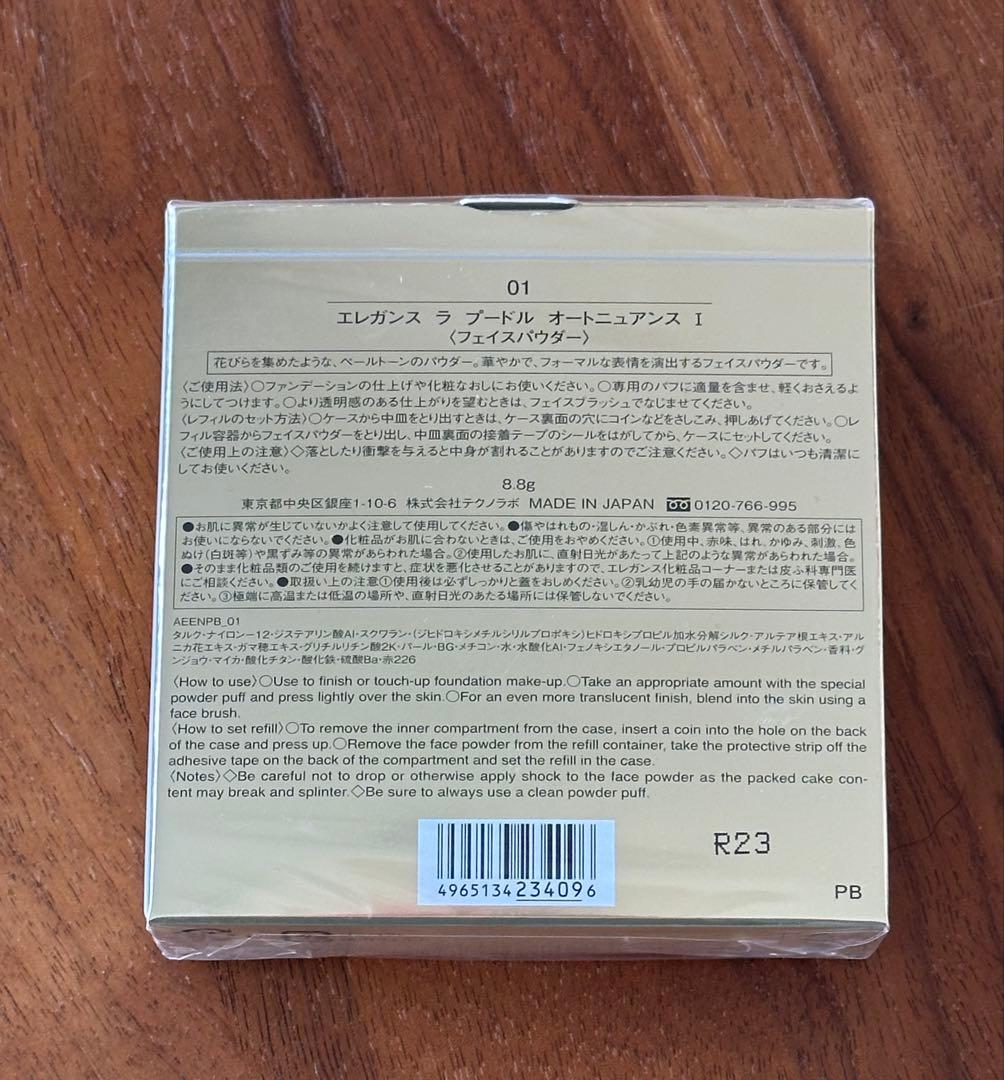 01
エレガンス ラ プードル オートニュアンス Ⅰ
〈フェイスパウダー〉
花びらを集めたような、ペールトーンのパウダー。華やかで、フォーマルな表情を演出するフェイスパウダーです。
〈ご使用法〉○ファンデーションの仕上げや化粧なおしにお使いください。○専用のパフに適量を含ませ、軽くおさえるよ
うにしてつけます。○より透明感のある仕上がりを望むときは、フェイスブラッシュでなじませてください。
〈レフィルのセット方法〉○ケースから中皿をとり出すときは、ケース裏面の穴にコインなどをさしこみ、押しあげてください。○レ
フィル容器からフェイスパウダーをとり出し、中皿裏面の接着テープのシールをはがしてから、ケースにセットしてください。
〈ご使用上の注意〉◇落としたり衝撃を与えると中身が割れることがありますのでご注意ください。◇パフはいつも清潔に
してお使いください。
8.8g
東京都中央区銀座1-10-6 株式会社テクノラボ MADE IN JAPAN 0120-766-995
●お肌に異常が生じていないかよく注意して使用してください。●傷やはれもの・湿しん・かぶれ・色素異常等、異常のある部分には
お使いにならないでください。●化粧品がお肌に合わないときは、ご使用をおやめください。①使用中、赤味、はれ、かゆみ、刺激、色
ぬけ(白斑等)や黒ずみ等の異常があらわれた場合。②使用したお肌に、直射日光があたって上記のような異常があらわれた場合。
●そのまま化粧品類のご使用を続けますと、症状を悪化させることがありますので、エレガンス化粧品コーナーまたは皮ふ科専門医
にご相談ください。●取扱い上の注意①使用後は必ずしっかりと蓋をおしめください。②乳幼児の手の届かないところに保管してく
ださい。③極端に高温または低温の場所や、直射日光のあたる場所には保管しないでください。
AEENPB_01
タルク・ナイロン-12・ジステアリン酸Al・スクワラン・(ジヒドロキシメチルシリルプロポキシ)ヒドロキシプロピル加水分解シルク・アルテア根エキス・アル
ニカ花エキス・ガマ穂エキス・グリチルリチン酸2K・パール・BG・メチコン・水・水酸化Al・フェノキシエタノール・プロピルパラベン・メチルパラベン・香料・グ
ンジョウ・マイカ・酸化チタン・酸化鉄・硫酸Ba・赤226
〈How to use〉○Use to finish or touch-up foundation make-up.○Take an appropriate amount with the special
powder puff and press lightly over the skin.○For an even more translucent finish, blend into the skin using a
face brush.
〈How to set refill〉○To remove the inner compartment from the case, insert a coin into the hole on the back
of the case and press up.○Remove the face powder from the refill container, take the protective strip off the
adhesive tape on the back of the compartment and set the refill in the case.
〈Notes〉◇Be careful not to drop or otherwise apply shock to the face powder as the packed cake con-
tent may break and splinter.◇Be sure to always use a clean powder puff.
R23
4965134234096
PB